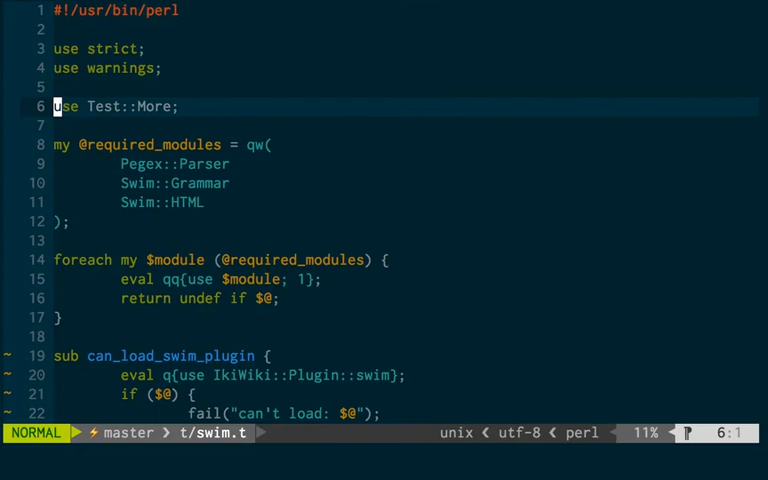 1 #!/usr/bin/perl
2
3 use strict;
4 use warnings;
5
6 use Test::More;
7
8 my @required_modules = qw(
9 Pegex::Parser
10 Swim::Grammar
11 Swim::HTML
12 );
13
14 foreach my $module (@required_modules) {
15 eval qq{use $module; 1};
16 return undef if $@;
17 }
18
~ 19 sub can_load_swim_plugin {
~ 20 eval q{use IkiWiki::Plugin::swim};
~ 21 if ($@) {
~ 22 fail("can't load: $@");
NORMAL ⚡ master ❯ t/swim.t unix ❮ utf-8 ❮ perl 11% ⁋ 6:1